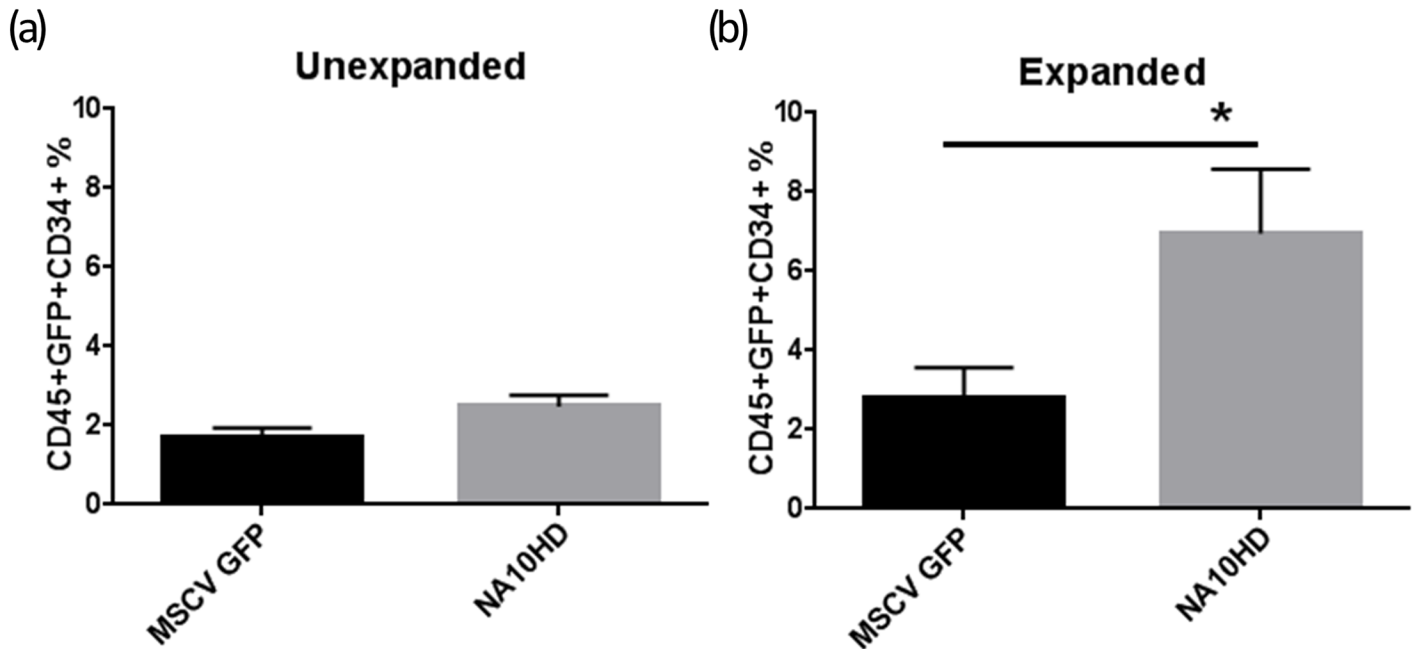 (a)
Unexpanded
CD45+GFP+CD34+ %
10
8
6
4
2
0
MSCV GFP
NA10HD
(b)
Expanded
*
CD45+GFP+CD34+ %
10
8
6
4
2
0
MSCV GFP
NA10HD